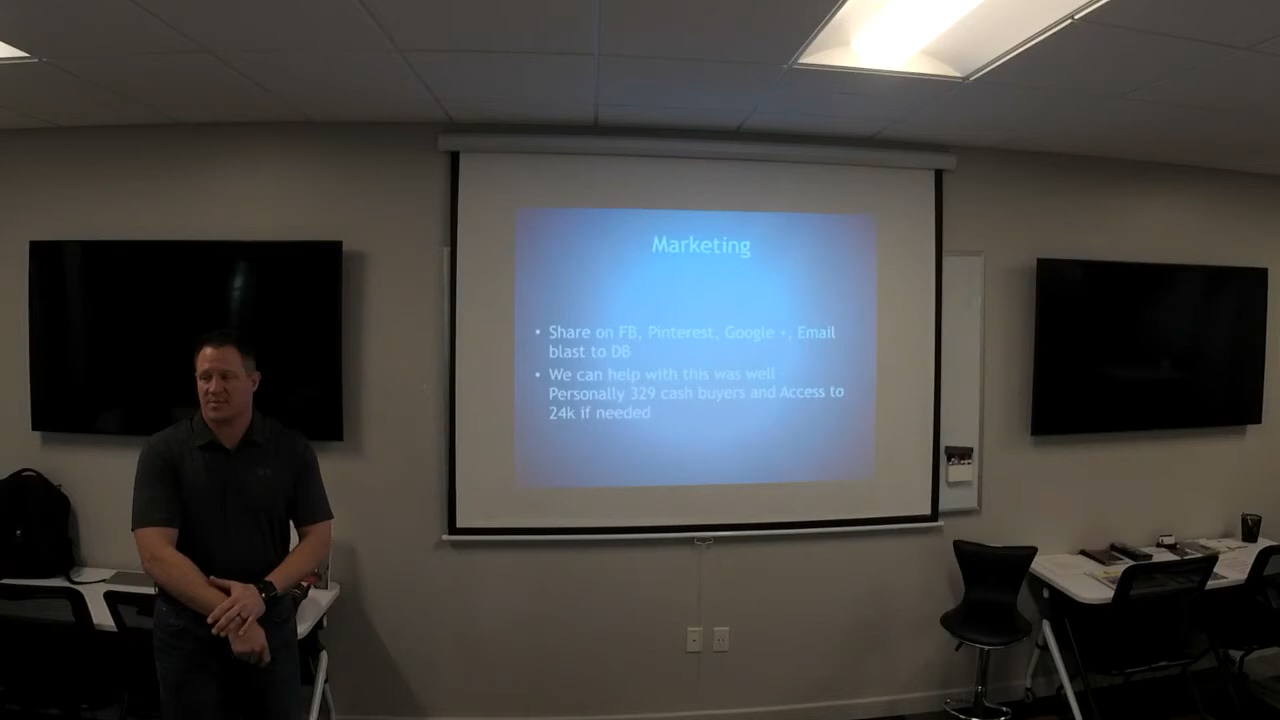 Marketing
• Share on FB, Pinterest, Google +, Email
blast to DB
• We can help with this was well
Personally 329 cash buyers and Access to
24k if needed